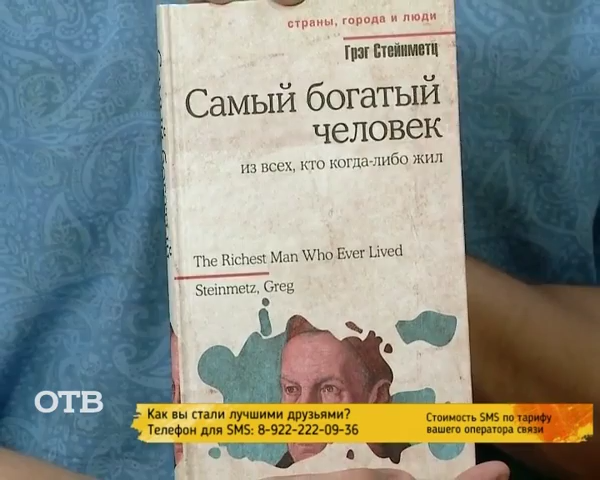 страны, города и люди
Грэг Стейнметц
Самый богатый
человек
из всех, кто когда-либо жил
The Richest Man Who Ever Lived
Steinmetz, Greg
ОТВ
Как вы стали лучшими друзьями?
Телефон для SMS: 8-922-222-09-36
Стоимость SMS по тарифу
вашего оператора связи